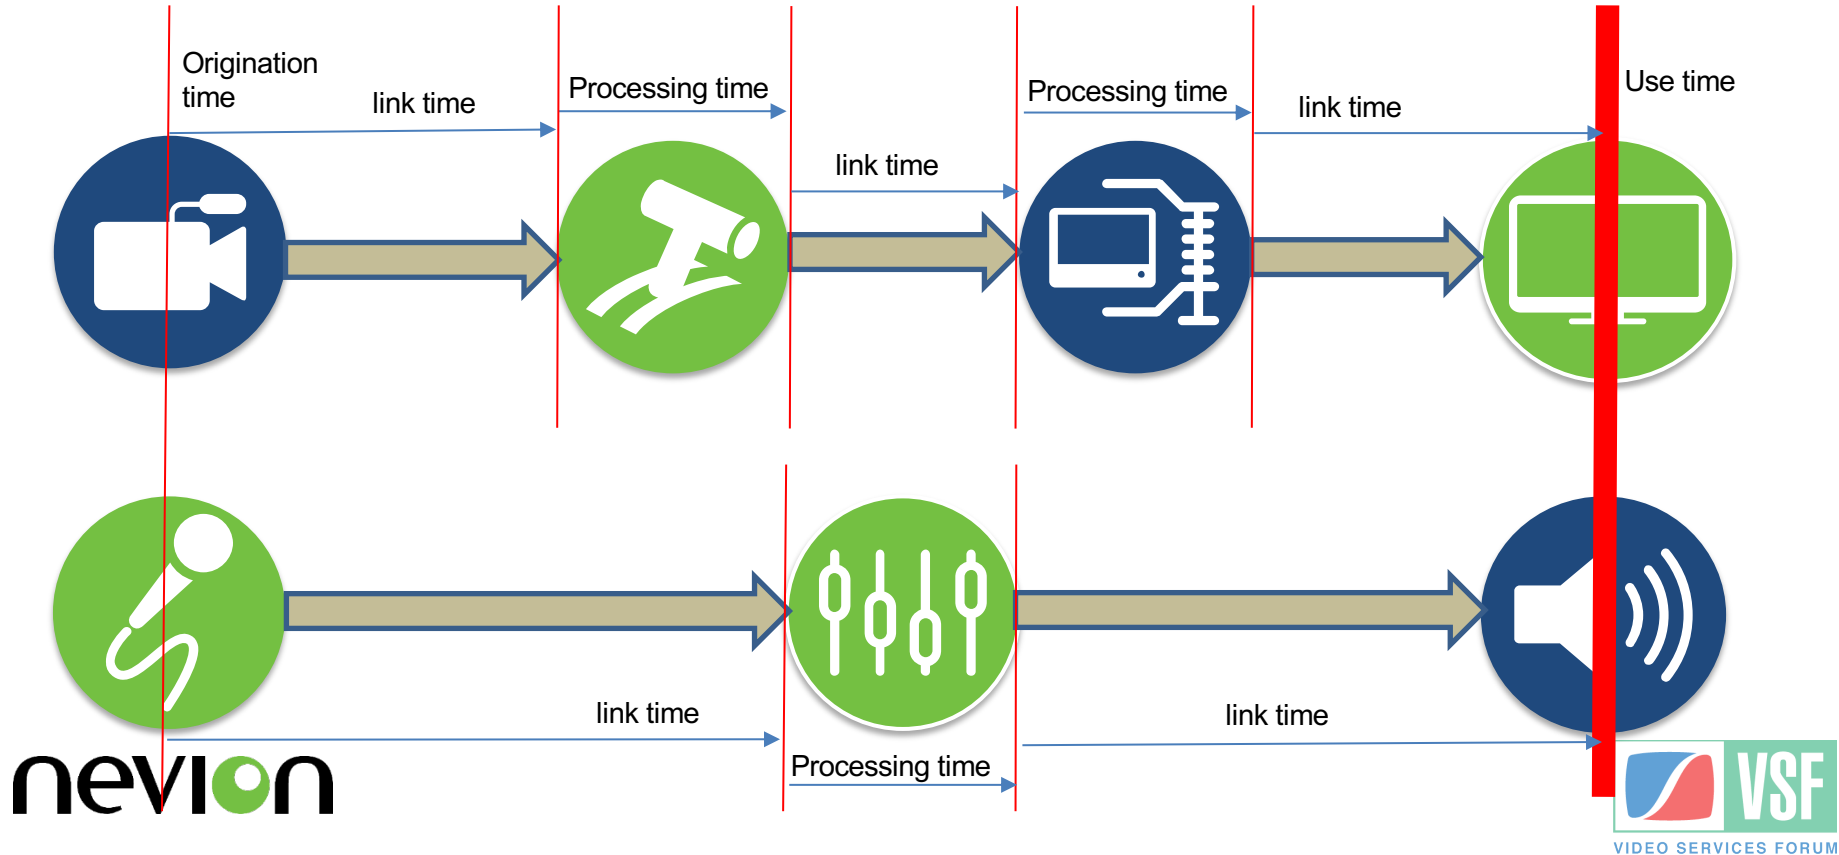 Origination
time
link time
Processing time
link time
Processing time
link time
Use time
link time
Processing time
link time
nevion
VSF
VIDEO SERVICES FORUM